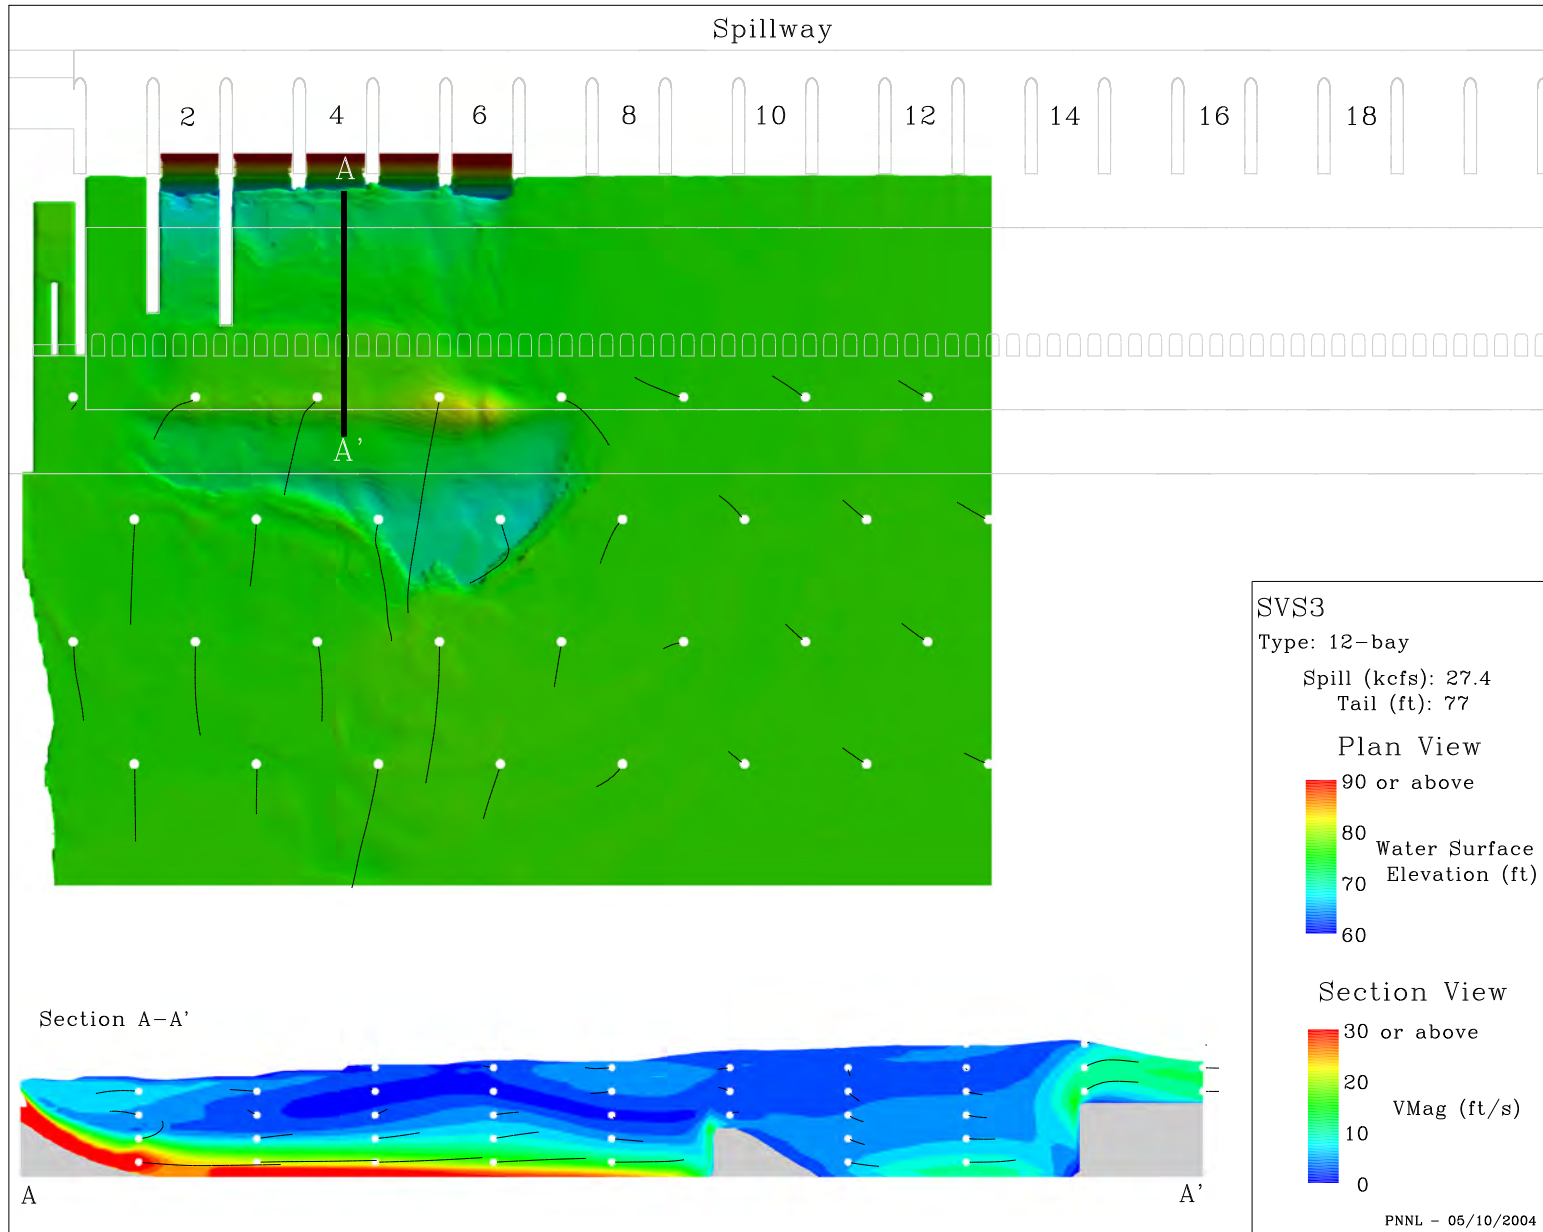 Spillway
2 4 6 8 10 12 14 16 18
A
A'
SVS3
Type: 12-bay
Spill (kcfs): 27.4
Tail (ft): 77
Plan View
90 or above
80
Water Surface
Elevation (ft)
70
60
Section View
30 or above
20
VMag (ft/s)
10
0
Section A-A'
A A'
PNNL - 05/10/2004